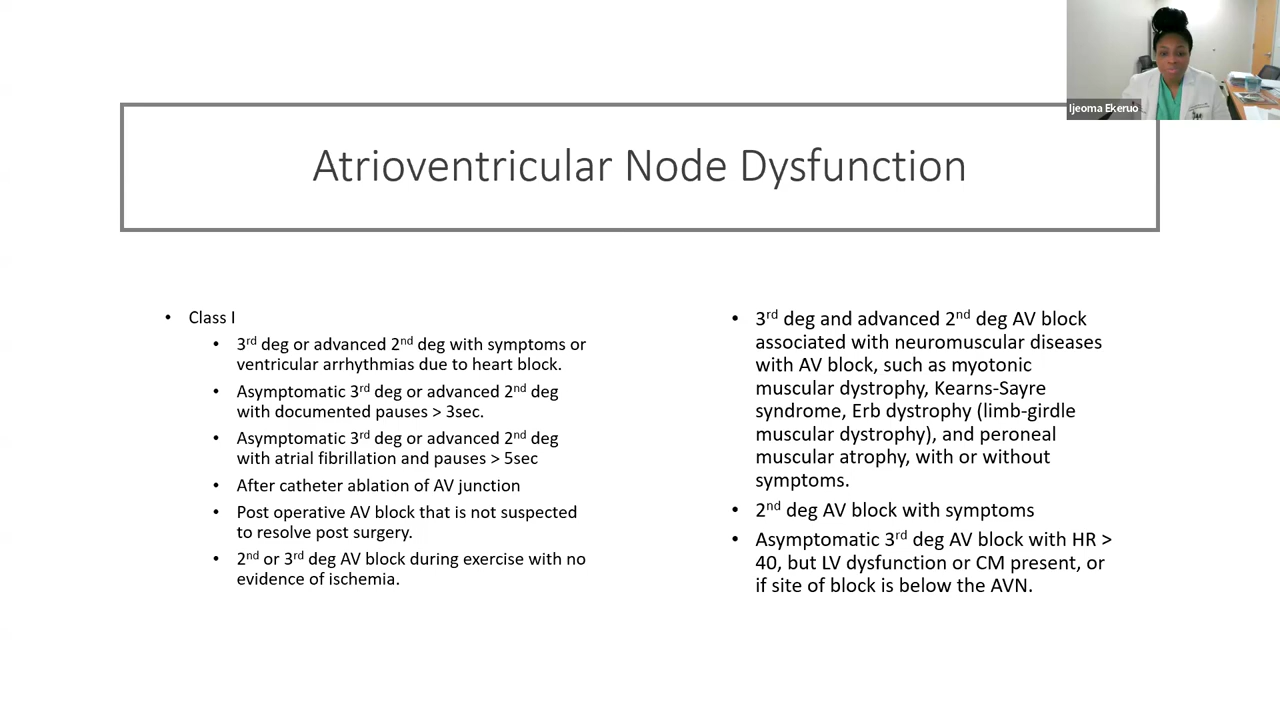 Ijeoma Ekeruo
Atrioventricular Node Dysfunction
• Class I
• 3rd deg or advanced 2nd deg with symptoms or
ventricular arrhythmias due to heart block.
• Asymptomatic 3rd deg or advanced 2nd deg
with documented pauses > 3sec.
• Asymptomatic 3rd deg or advanced 2nd deg
with atrial fibrillation and pauses > 5sec
• After catheter ablation of AV junction
• Post operative AV block that is not suspected
to resolve post surgery.
• 2nd or 3rd deg AV block during exercise with no
evidence of ischemia.
• 3rd deg and advanced 2nd deg AV block
associated with neuromuscular diseases
with AV block, such as myotonic
muscular dystrophy, Kearns-Sayre
syndrome, Erb dystrophy (limb-girdle
muscular dystrophy), and peroneal
muscular atrophy, with or without
symptoms.
• 2nd deg AV block with symptoms
• Asymptomatic 3rd deg AV block with HR >
40, but LV dysfunction or CM present, or
if site of block is below the AVN.